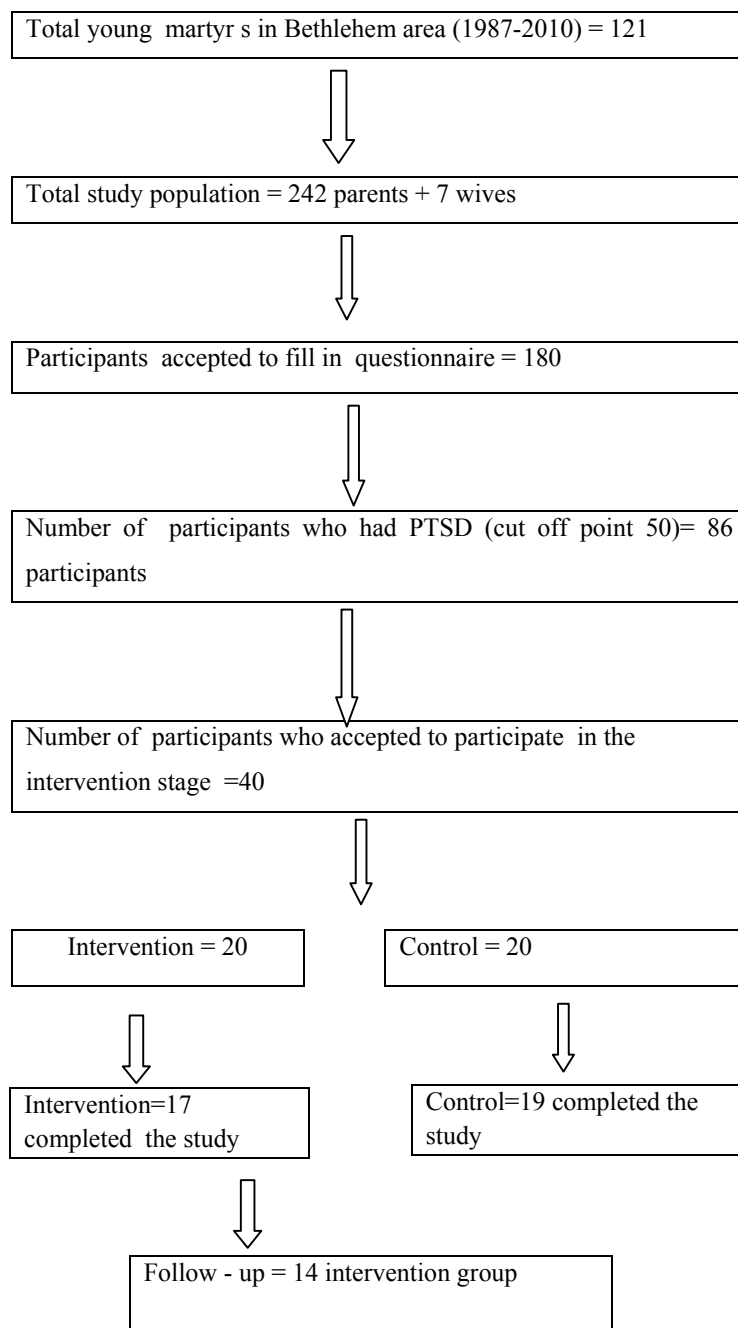 Total young martyr s in Bethlehem area (1987-2010) = 121
Total study population = 242 parents + 7 wives
Participants accepted to fill in questionnaire = 180
Number of participants who had PTSD (cut off point 50)= 86
participants
Number of participants who accepted to participate in the
intervention stage =40
Intervention = 20
Control = 20
Intervention=17
completed the study
Control=19 completed the
study
Follow - up = 14 intervention group